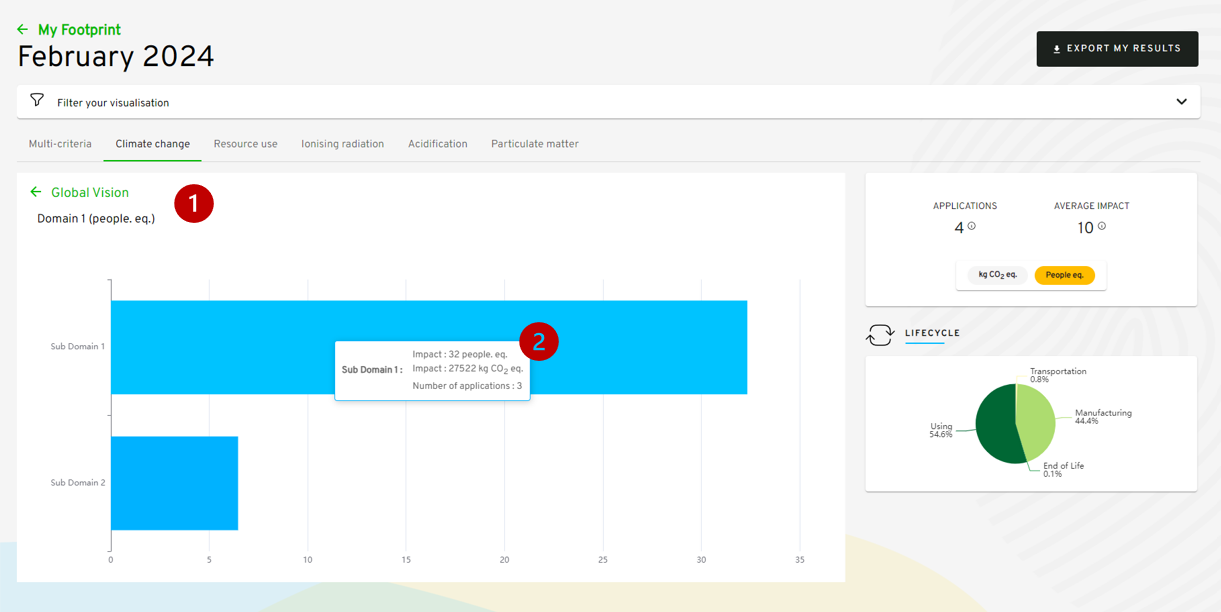 My Footprint
February 2024
EXPORT MY RESULTS
Filter your visualisation
Multi-criteria
Climate change
Resource use
Ionising radiation
Acidification
Particulate matter
Global Vision
1
Domain 1 (people. eq.)
Sub Domain 1
Sub Domain 2
2
Sub Domain 1 :
Impact : 32 people. eq.
Impact : 27522 kg CO2 eq.
Number of applications : 3
0 5 10 15 20 25 30 35
APPLICATIONS
4
AVERAGE IMPACT
10
kg CO2 eq.
People eq.
LIFECYCLE
Transportation
0.8%
Manufacturing
44.4%
Using
54.6%
End of Life
0.1%